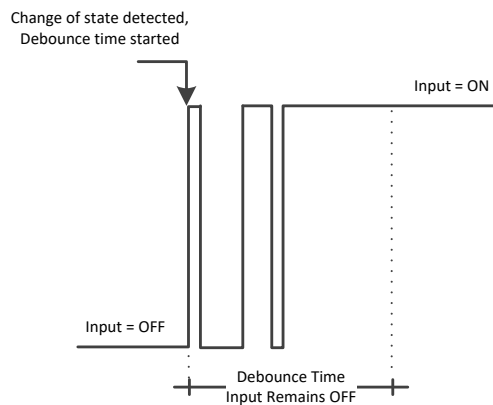 Change of state detected,
Debounce time started
Input = ON
Input = OFF
Debounce Time
Input Remains OFF